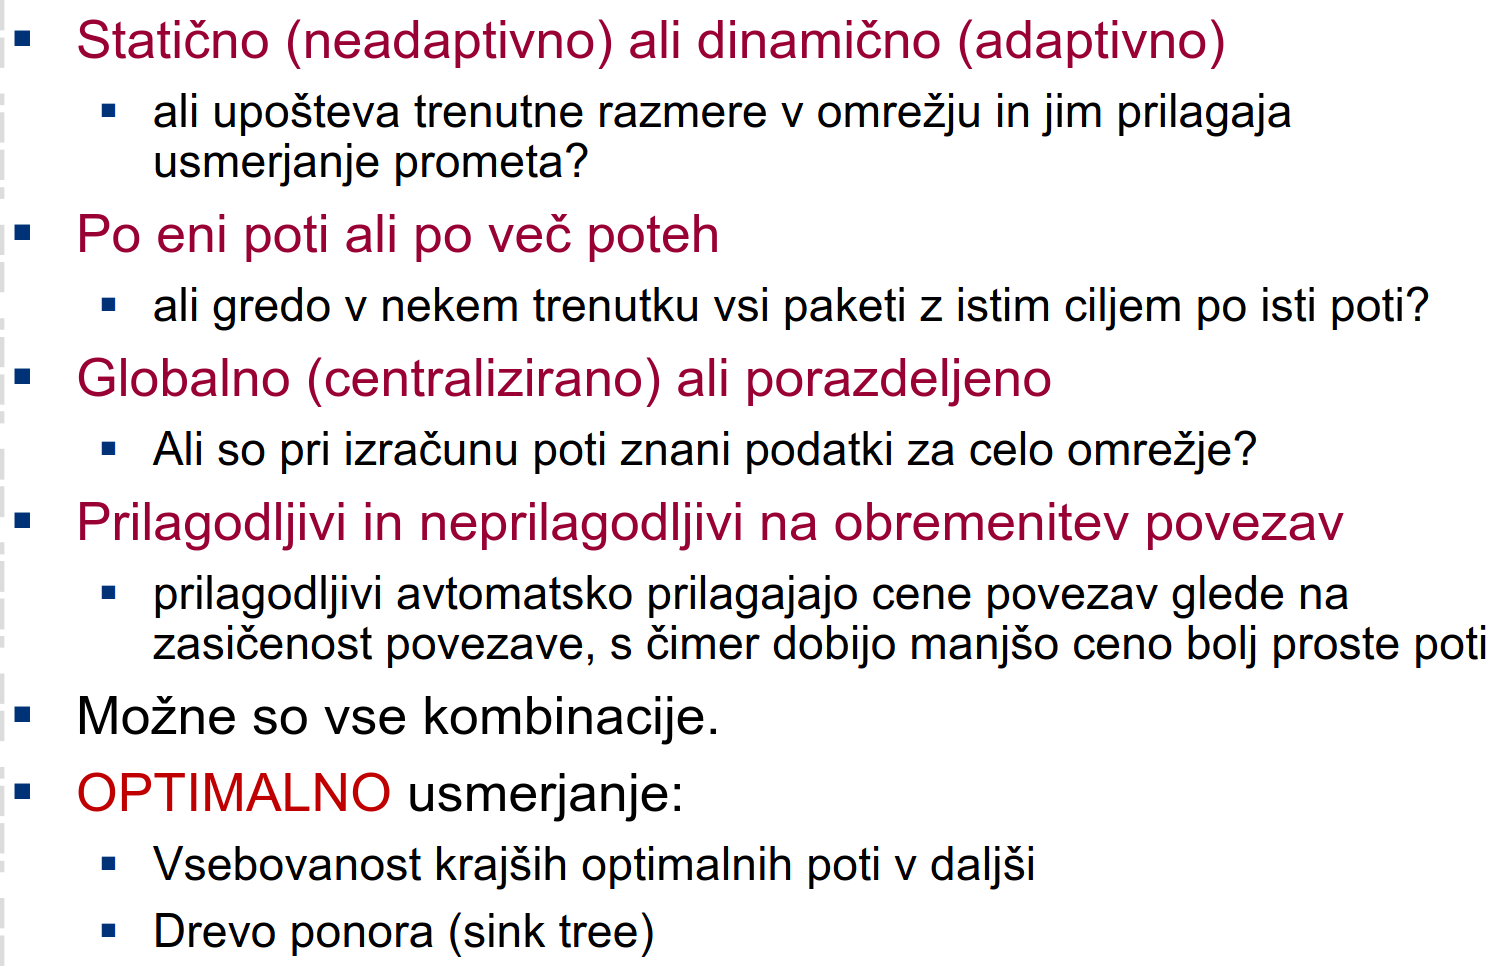 Statično (neadaptivno) ali dinamično (adaptivno)
ali upošteva trenutne razmere v omrežju in jim prilagaja
usmerjanje prometa?
Po eni poti ali po več poteh
ali gredo v nekem trenutku vsi paketi z istim ciljem po isti poti?
Globalno (centralizirano) ali porazdeljeno
Ali so pri izračunu poti znani podatki za celo omrežje?
Prilagodljivi in neprilagodljivi na obremenitev povezav
prilagodljivi avtomatsko prilagajajo cene povezav glede na
zasičenost povezave, s čimer dobijo manjšo ceno bolj proste poti
Možne so vse kombinacije.
OPTIMALNO usmerjanje:
Vsebovanost krajših optimalnih poti v daljši
Drevo ponora (sink tree)